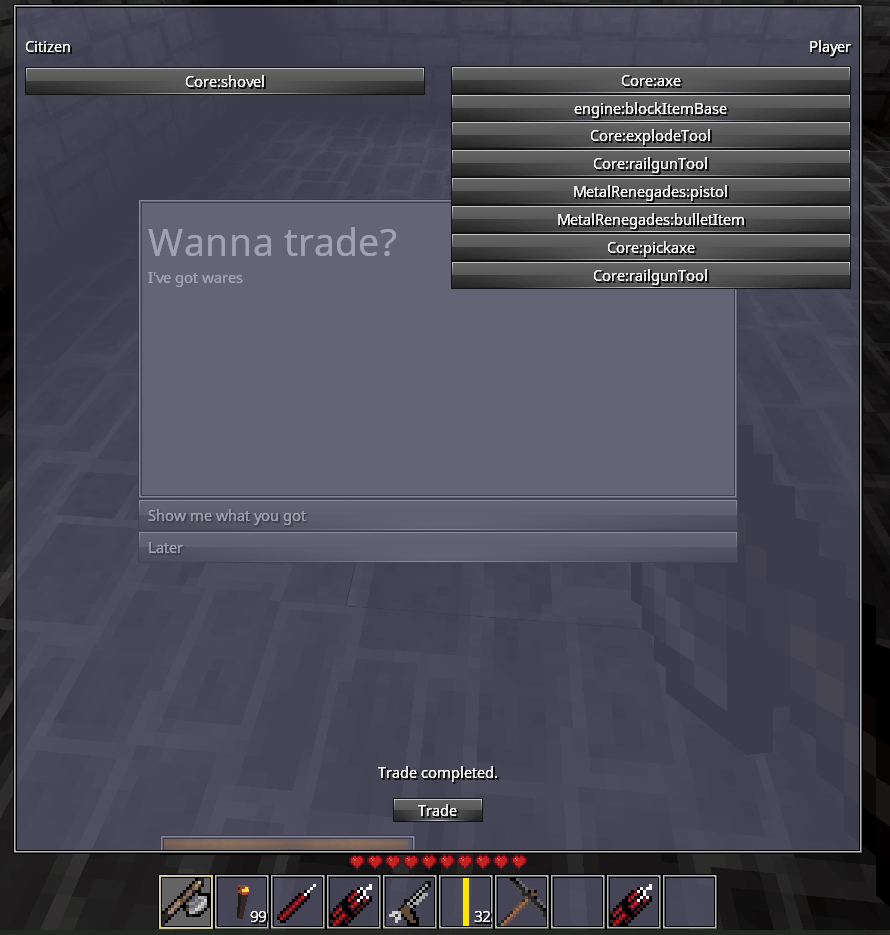 Citizen
Player
Core:shovel
Core:axe
engine:blockItemBase
Core:explodeTool
Core:railgunTool
MetalRenegades:pistol
MetalRenegades:bulletItem
Core:pickaxe
Core:railgunTool
Wanna trade?
I've got wares
Show me what you got
Later
Trade completed.
Trade
99
32